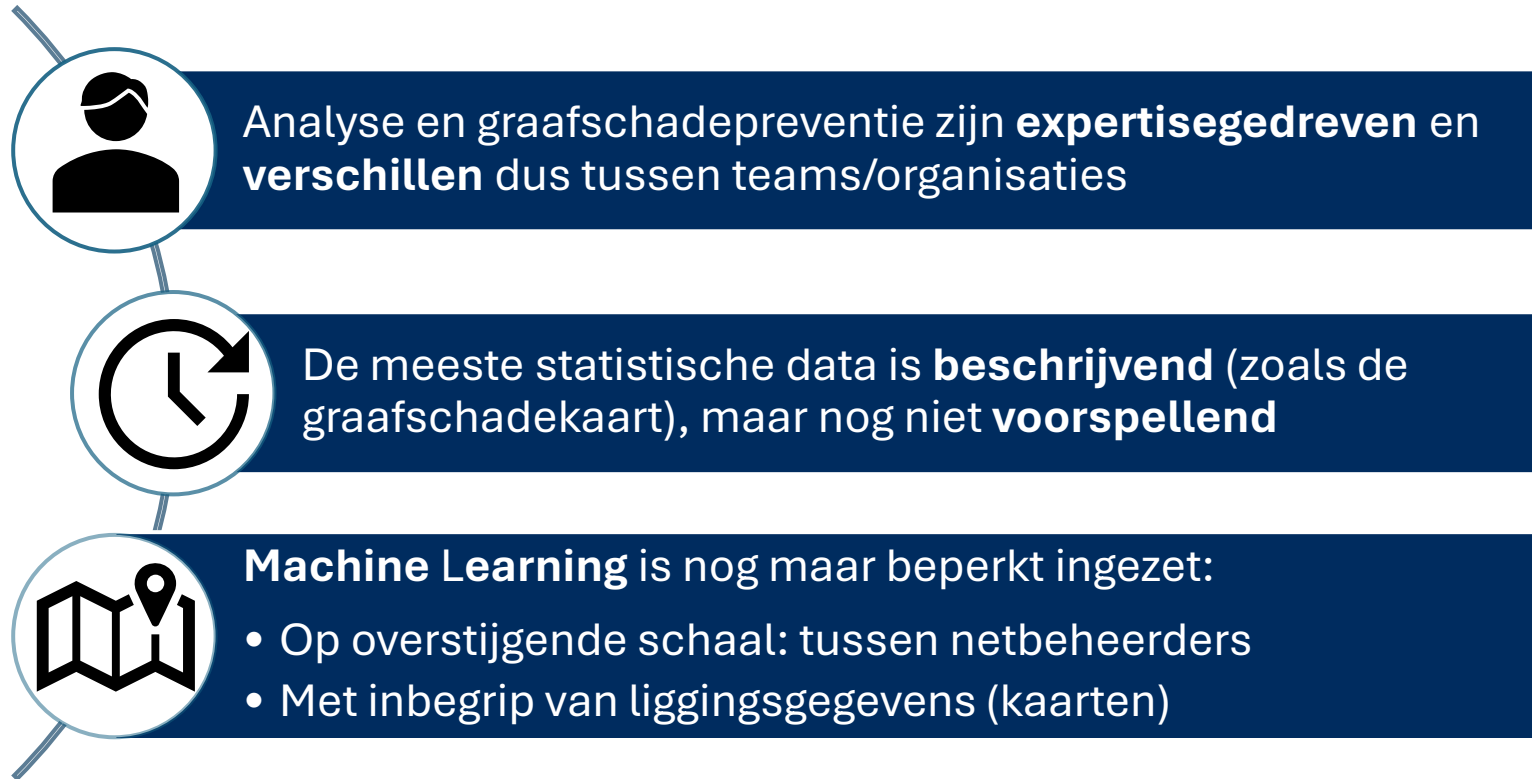 Analyse en graafschadepreventie zijn expertisegedreven en
verschillen dus tussen teams/organisaties
De meeste statistische data is beschrijvend (zoals de
graafschadekaart), maar nog niet voorspellend
Machine Learning is nog maar beperkt ingezet:
• Op overstijgende schaal: tussen netbeheerders
• Met inbegrip van liggingsgegevens (kaarten)